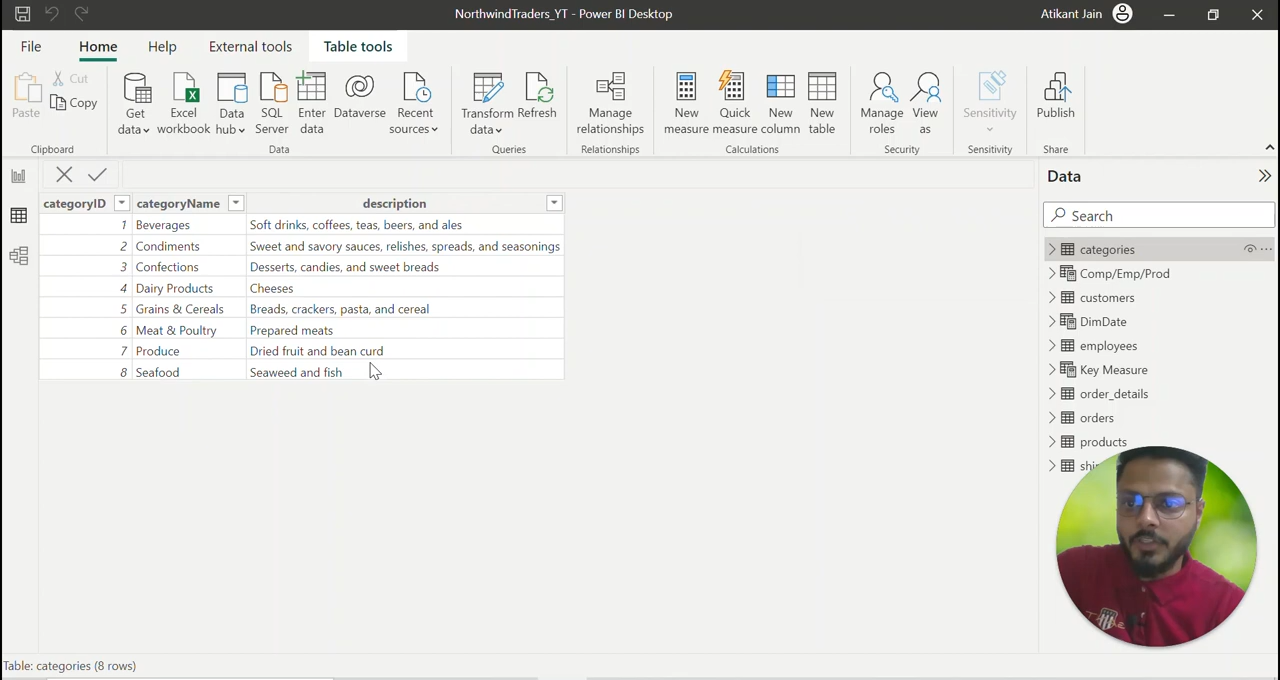 NorthwindTraders_YT - Power BI Desktop
Atikant Jain
File Home Help External tools Table tools
Paste
Cut
Copy
Get data
Excel workbook
Data hub
SQL Server
Enter data
Dataverse
Recent sources
Transform data
Refresh
Manage relationships
New measure
Quick measure
New column
New table
Manage roles
View as
Sensitivity
Publish
Clipboard Data Queries Relationships Calculations Security Sensitivity Share
categoryID categoryName description
1 Beverages Soft drinks, coffees, teas, beers, and ales
2 Condiments Sweet and savory sauces, relishes, spreads, and seasonings
3 Confections Desserts, candies, and sweet breads
4 Dairy Products Cheeses
5 Grains & Cereals Breads, crackers, pasta, and cereal
6 Meat & Poultry Prepared meats
7 Produce Dried fruit and bean curd
8 Seafood Seaweed and fish
Data
Search
categories
Comp/Emp/Prod
customers
DimDate
employees
Key Measure
order_details
orders
products
Table: categories (8 rows)